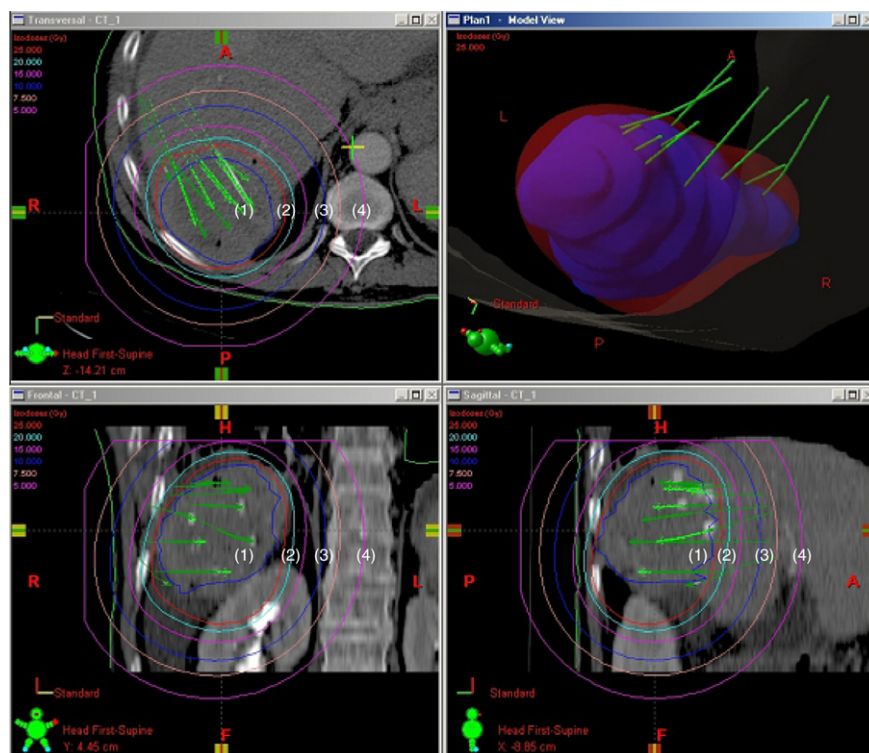 Transversal - CT_1
Isodoses (Gy)
25.000
20.000
15.000
10.000
7.500
5.000
A
R
L
(1) (2) (3) (4)
Standard
Head First-Supine
Z: -14.21 cm
P
Plan1 - Model View
Isodoses (Gy)
25.000
A
L
R
Standard
P
Frontal - CT_1
Isodoses (Gy)
25.000
20.000
15.000
10.000
7.500
5.000
H
(1) (2) (3) (4)
R
L
Standard
Head First-Supine
Y: 4.45 cm
F
Sagittal - CT_1
Isodoses (Gy)
25.000
20.000
15.000
10.000
7.500
5.000
H
(1) (2) (3) (4)
P
A
Standard
Head First-Supine
X: -8.85 cm
F